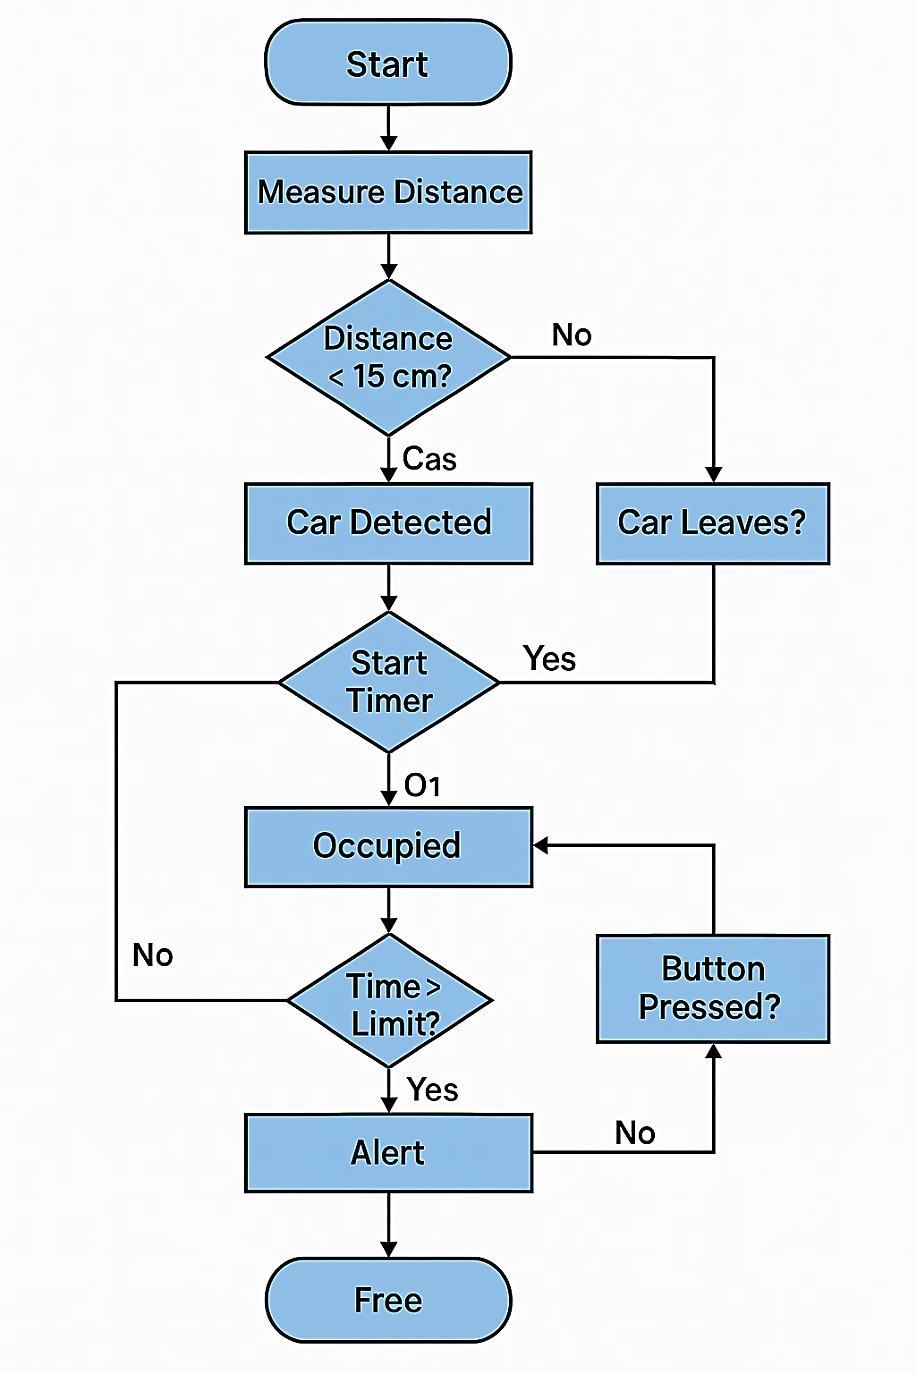 Start
Measure Distance
Distance
< 15 cm?
No
Cas
Car Detected
Car Leaves?
Start
Timer
Yes
O1
Occupied
No
Time>
Limit?
Button
Pressed?
Yes
Alert
No
Free